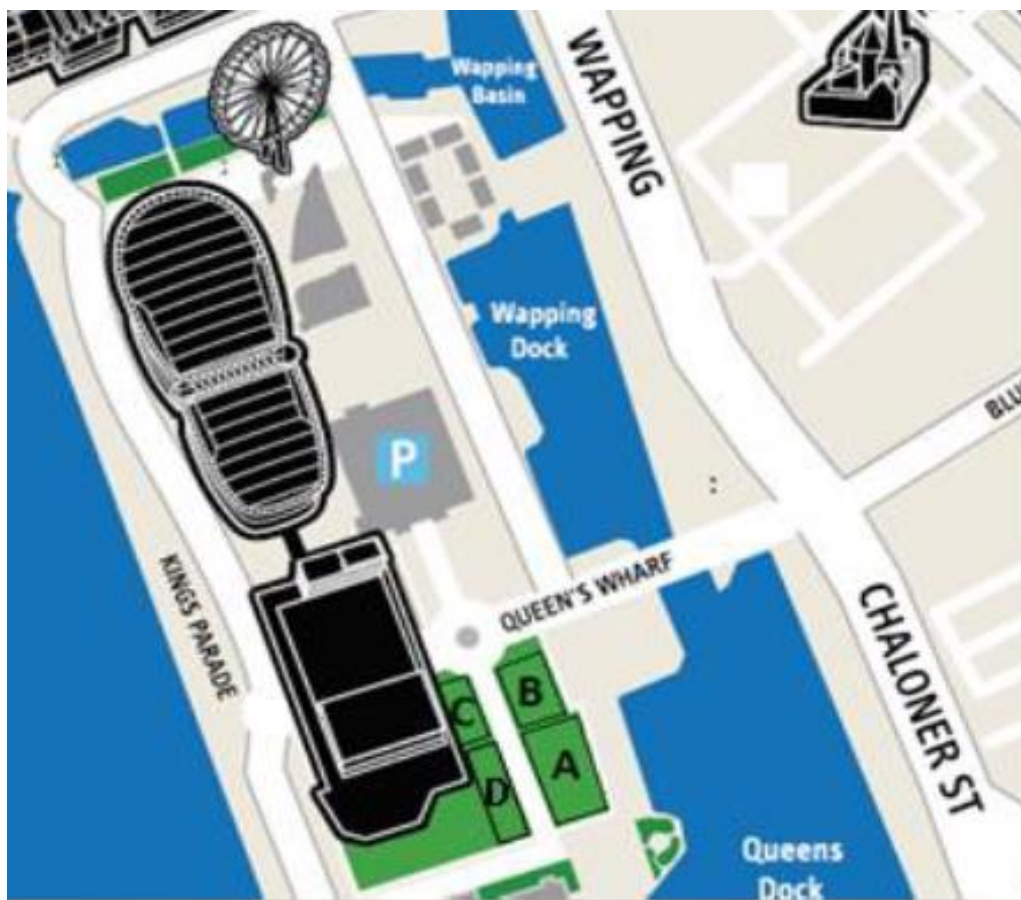 Wapping
Basin
WAPPING
Wapping
Dock
P
KINGS PARADE
QUEEN'S WHARF
CHALONER ST
B
C
A
D
Queens
Dock